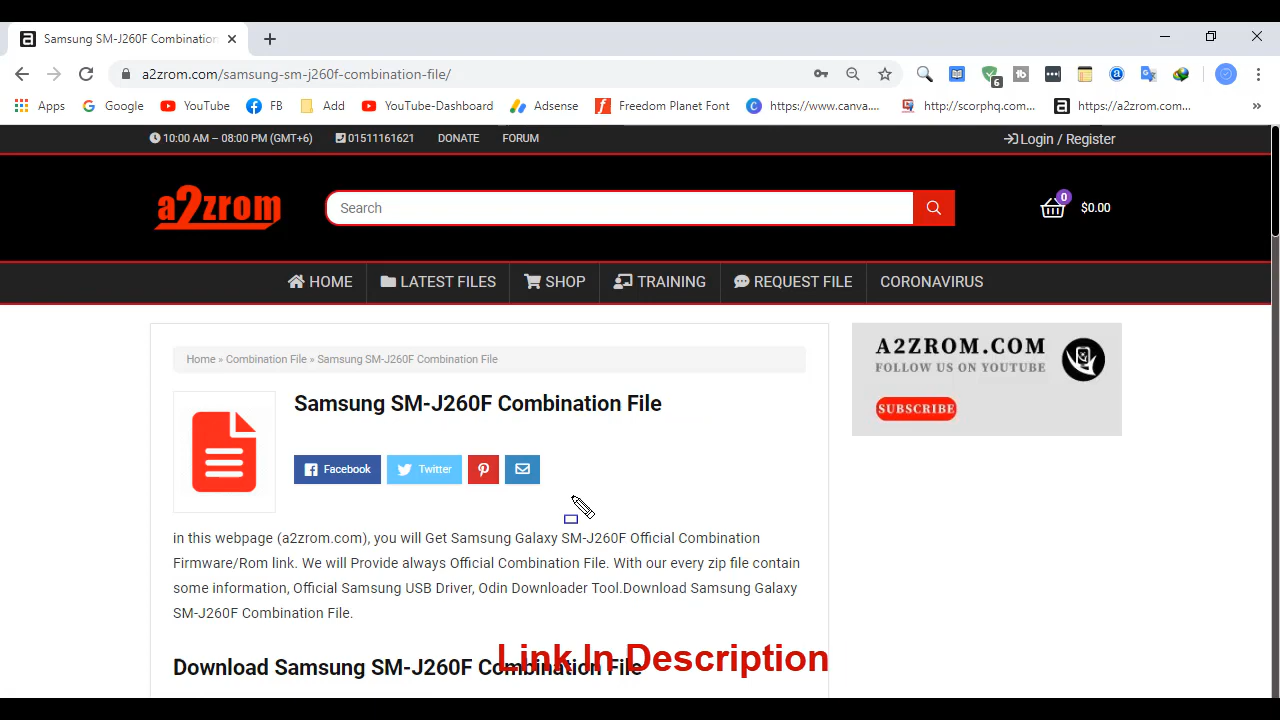 Samsung SM-J260F Combination
a2zrom.com/samsung-sm-j260f-combination-file/
6
Apps Google YouTube FB Add YouTube-Dashboard Adsense Freedom Planet Font https://www.canva.... http://scorphq.com... https://a2zrom.com...
10:00 AM – 08:00 PM (GMT+6) 01511161621 DONATE FORUM Login / Register
a2zrom Search 0 $0.00
HOME LATEST FILES SHOP TRAINING REQUEST FILE CORONAVIRUS
Home » Combination File » Samsung SM-J260F Combination File
A2ZROM.COM
FOLLOW US ON YOUTUBE
SUBSCRIBE
Samsung SM-J260F Combination File
Facebook Twitter
in this webpage (a2zrom.com), you will Get Samsung Galaxy SM-J260F Official Combination
Firmware/Rom link. We will Provide always Official Combination File. With our every zip file contain
some information, Official Samsung USB Driver, Odin Downloader Tool.Download Samsung Galaxy
SM-J260F Combination File.
Download Samsung SM-J260F Combination File
Link In Description